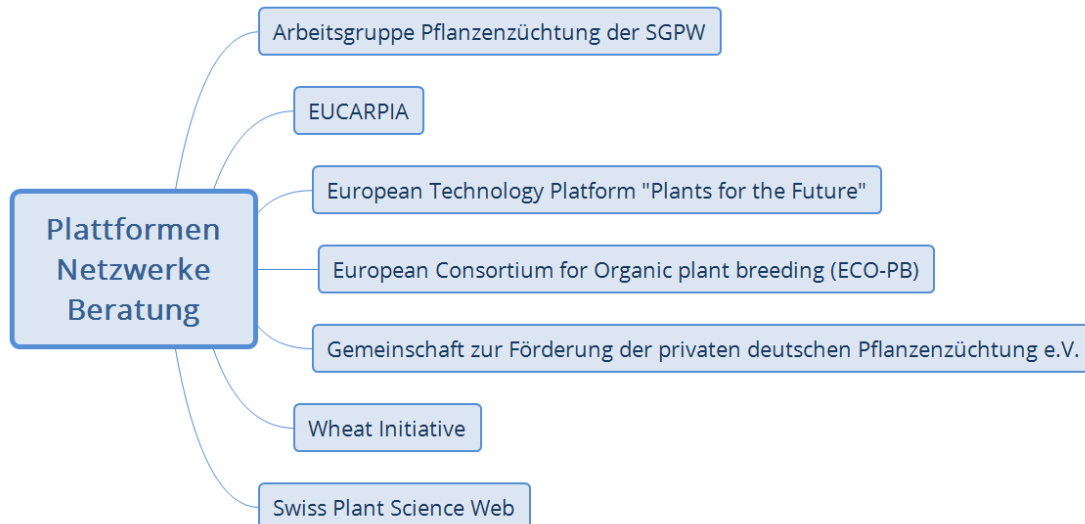 Arbeitsgruppe Pflanzenzüchtung der SGPW
EUCARPIA
European Technology Platform "Plants for the Future"
Plattformen
Netzwerke
Beratung
European Consortium for Organic plant breeding (ECO-PB)
Gemeinschaft zur Förderung der privaten deutschen Pflanzenzüchtung e.V.
Wheat Initiative
Swiss Plant Science Web